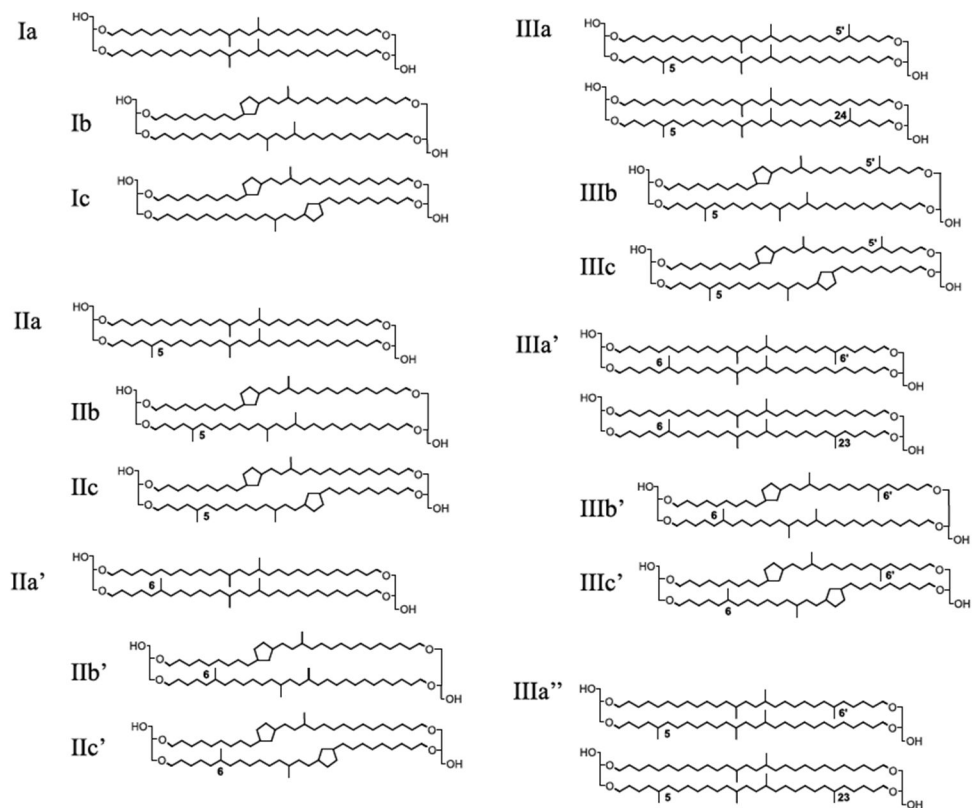 Ia
HO
O O
O O
OH
Ib
HO
O O
O O
OH
Ic
HO
O O
O O
OH
IIa
HO
O O
O O
5
OH
IIb
HO
O O
O O
5
OH
IIc
HO
O O
O O
5
OH
IIa’
HO
O O
6
O O
OH
IIb’
HO
O O
6
O O
OH
IIc’
HO
O O
O O
6
OH
IIIa
HO 5'
O O
O O
5
OH
HO
O O
24
O O
5
OH
IIIb
HO 5'
O O
O O
5
OH
IIIc
HO 5'
O O
O O
5
OH
IIIa’
HO
O O
6 6'
O O
OH
HO
O O
6
O O
23
OH
IIIb’
HO
O O
6 6'
O O
OH
IIIc’
HO
O O
6'
O O
6
OH
IIIa’’
HO
O O
6'
O O
5
OH
HO
O O
O O
5 23
OH